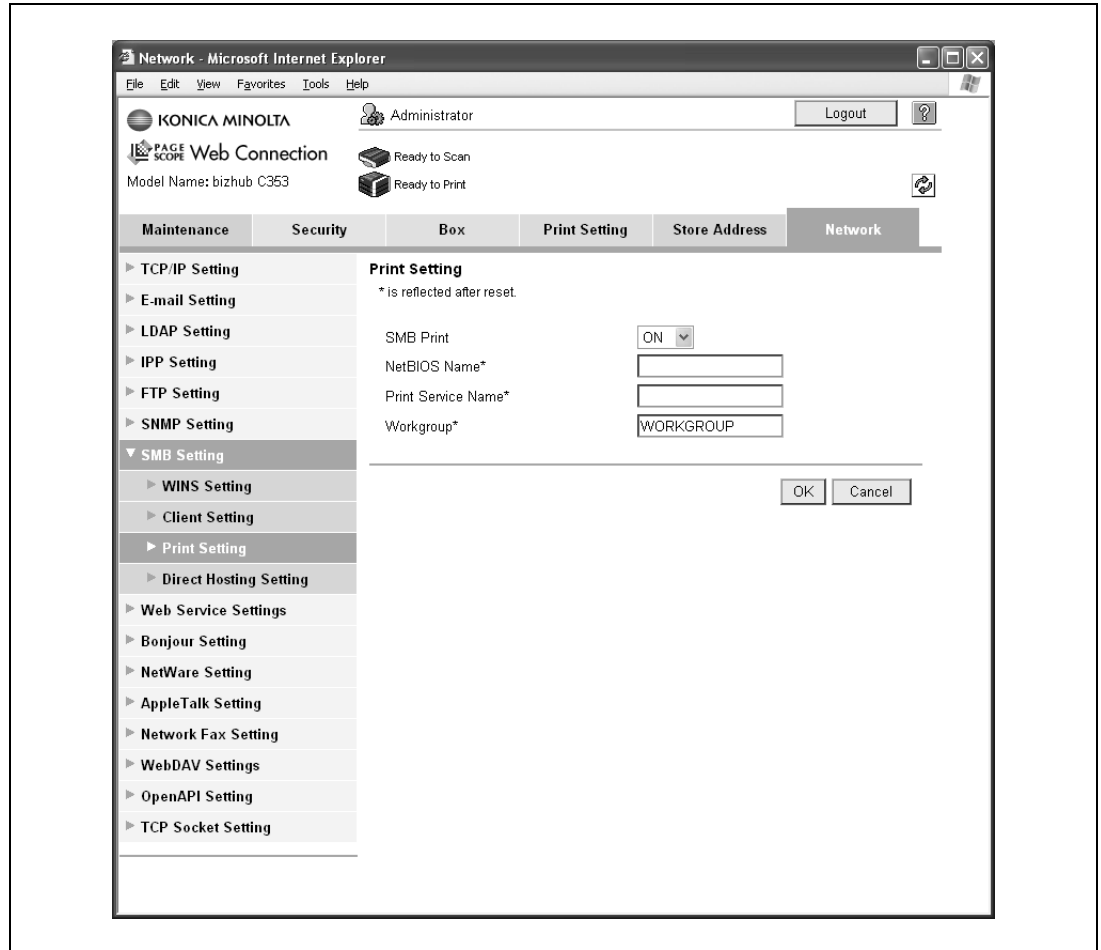 Network - Microsoft Internet Explorer
File Edit View Favorites Tools Help
KONICA MINOLTA
Administrator
Logout
?
PAGE SCOPE Web Connection
Ready to Scan
Model Name: bizhub C353
Ready to Print
Maintenance Security Box Print Setting Store Address Network
TCP/IP Setting
E-mail Setting
LDAP Setting
IPP Setting
FTP Setting
SNMP Setting
SMB Setting
WINS Setting
Client Setting
Print Setting
Direct Hosting Setting
Web Service Settings
Bonjour Setting
NetWare Setting
AppleTalk Setting
Network Fax Setting
WebDAV Settings
OpenAPI Setting
TCP Socket Setting
Print Setting
* is reflected after reset.
SMB Print ON
NetBIOS Name*
Print Service Name*
Workgroup* WORKGROUP
OK Cancel